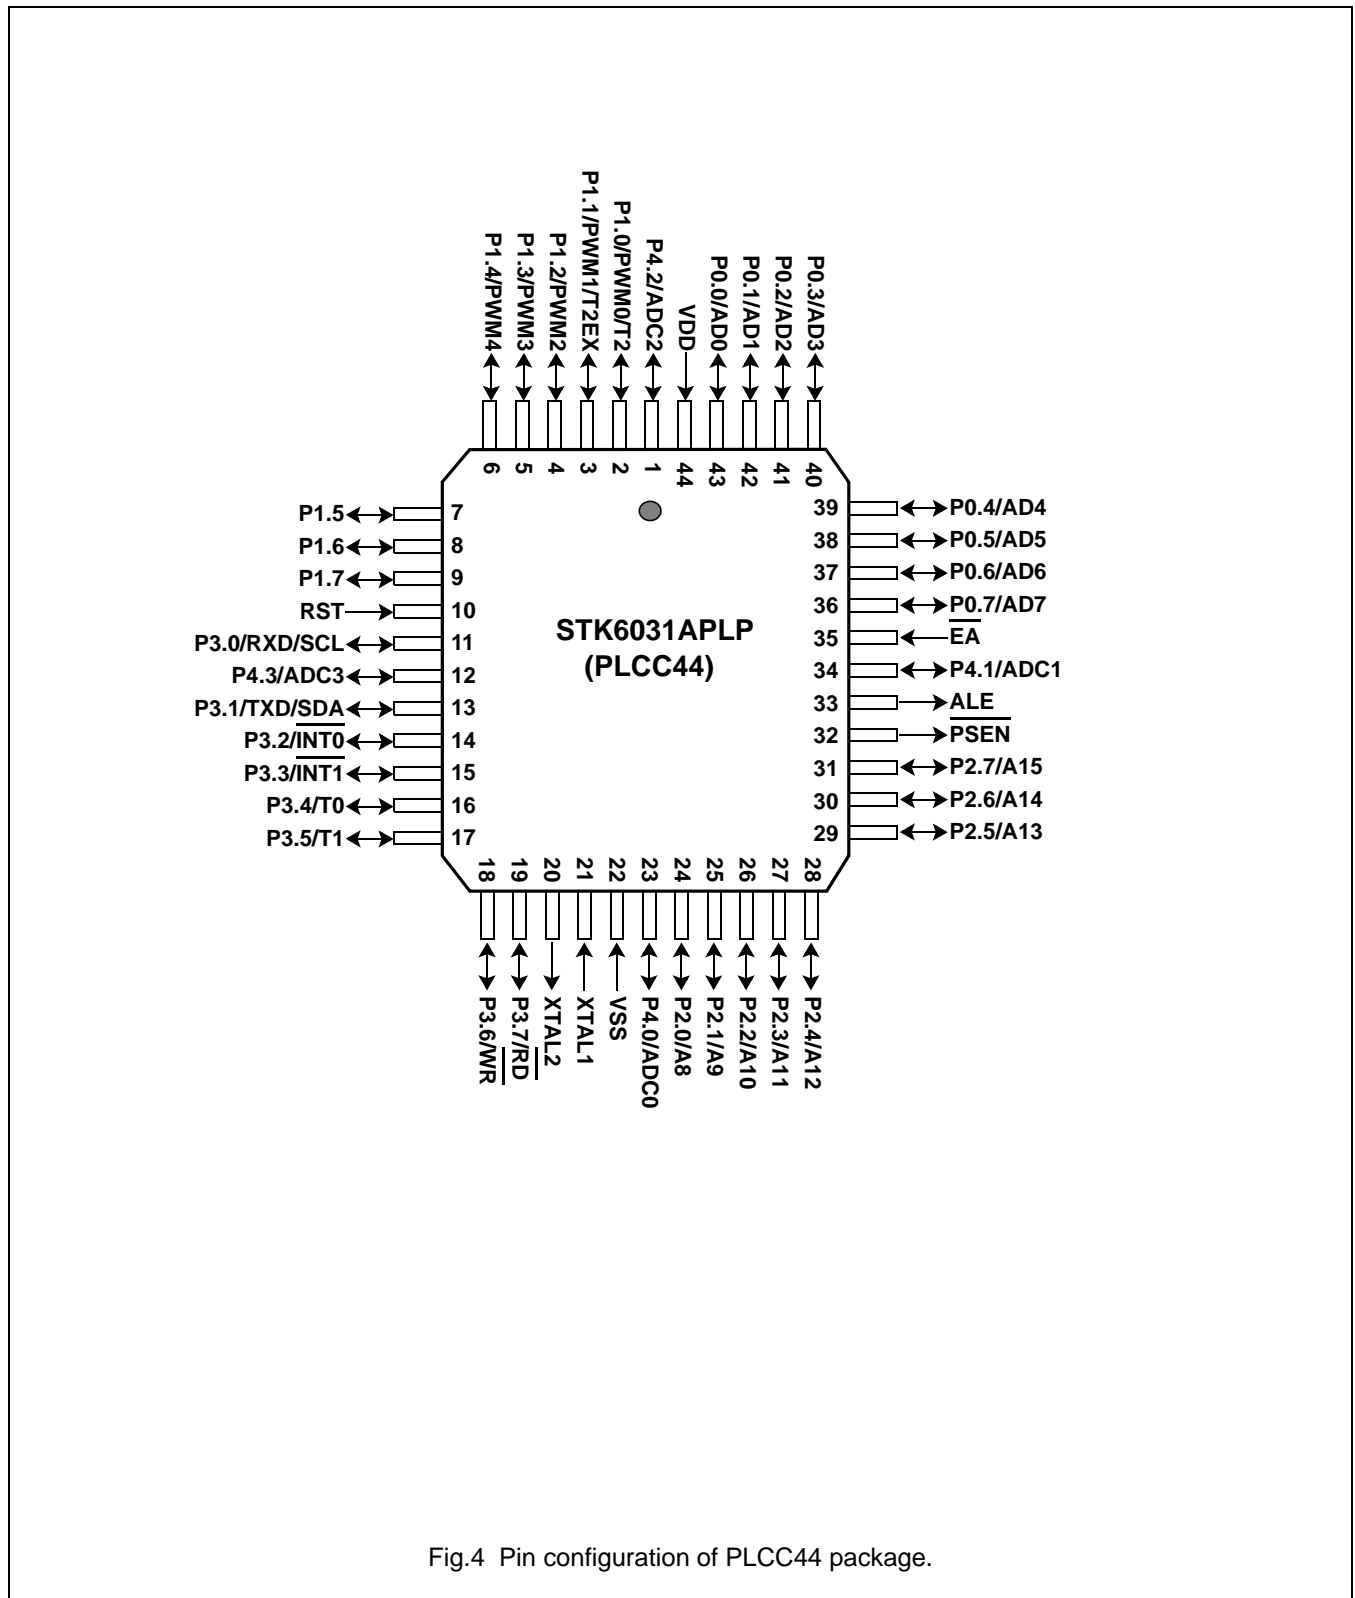 P1.4/PWM4
P1.3/PWM3
P1.2/PWM2
P1.1/PWM1/T2EX
P1.0/PWM0/T2
P4.2/ADC2
VDD
P0.0/AD0
P0.1/AD1
P0.2/AD2
P0.3/AD3
6 5 4 3 2 1 44 43 42 41 40
P1.5 7
P1.6 8
P1.7 9
RST 10
P3.0/RXD/SCL 11
P4.3/ADC3 12
P3.1/TXD/SDA 13
P3.2/INT0 14
P3.3/INT1 15
P3.4/T0 16
P3.5/T1 17
STK6031APLP
(PLCC44)
39 P0.4/AD4
38 P0.5/AD5
37 P0.6/AD6
36 P0.7/AD7
35 EA
34 P4.1/ADC1
33 ALE
32 PSEN
31 P2.7/A15
30 P2.6/A14
29 P2.5/A13
18 19 20 21 22 23 24 25 26 27 28
P3.6/WR
P3.7/RD
XTAL2
XTAL1
VSS
P4.0/ADC0
P2.0/A8
P2.1/A9
P2.2/A10
P2.3/A11
P2.4/A12
Fig.4 Pin configuration of PLCC44 package.